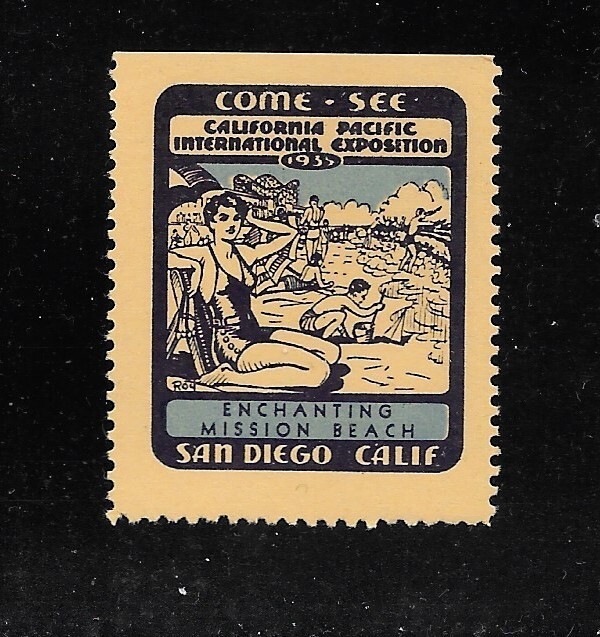 COME · SEE
CALIFORNIA PACIFIC
INTERNATIONAL EXPOSITION
1935
Roy
ENCHANTING
MISSION BEACH
SAN DIEGO CALIF.